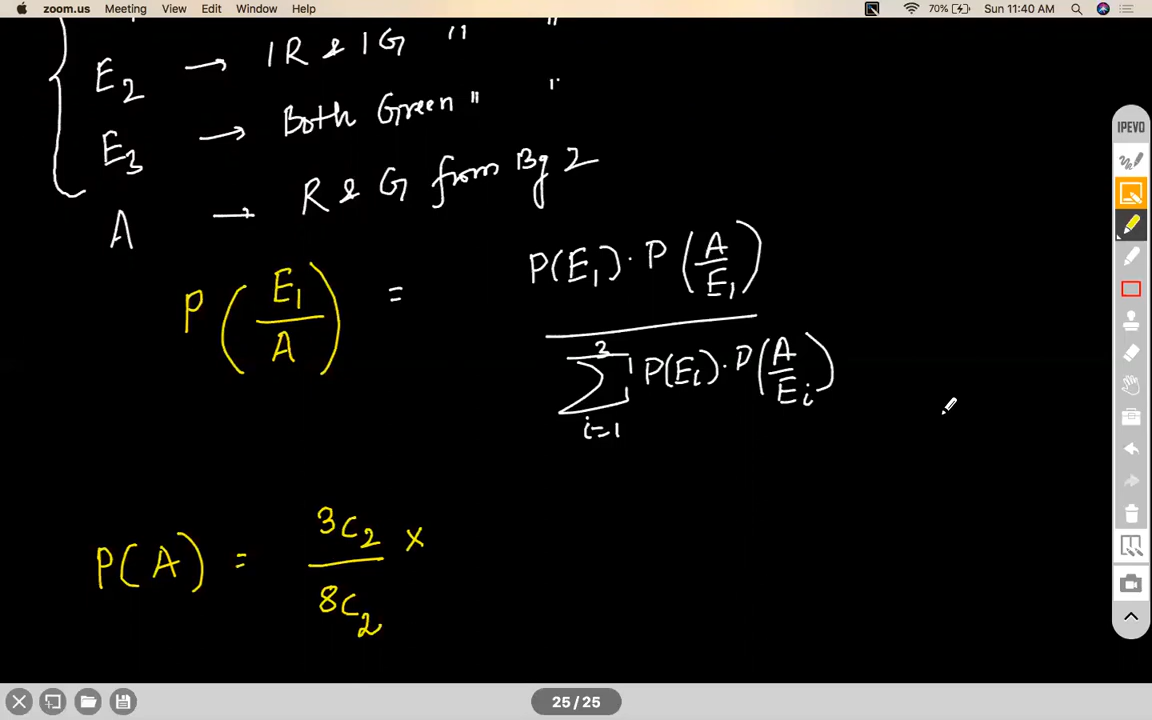 zoom.us Meeting View Edit Window Help 70% Sun 11:40 AM
E2 → 1R & 1G " "
E3 → Both Green " "
A → R & G from Bg 2
P(E1/A) = P(E1)·P(A/E1)
Σ P(Ei)·P(A/Ei)
i=1
P(A) = 3C2/8C2 ×
IPEVO
25/25